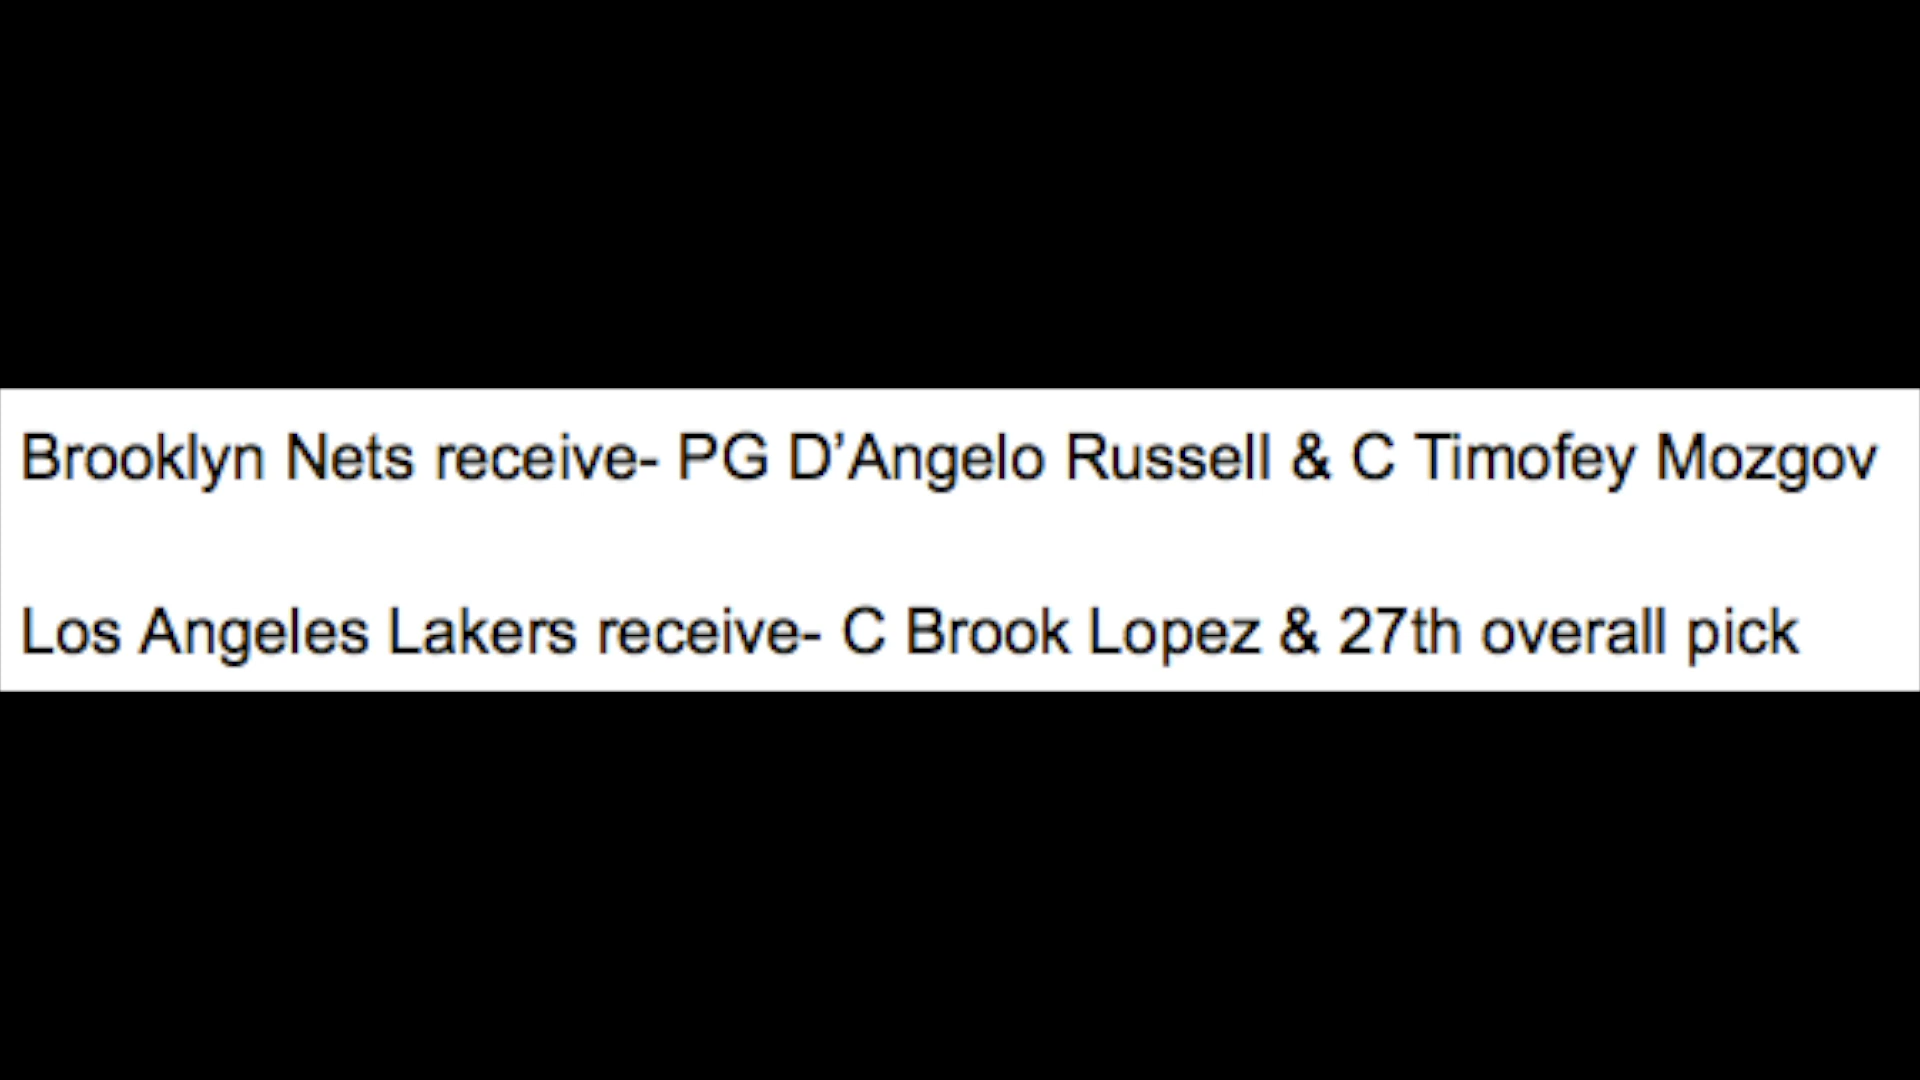 Brooklyn Nets receive- PG D’Angelo Russell & C Timofey Mozgov
Los Angeles Lakers receive- C Brook Lopez & 27th overall pick